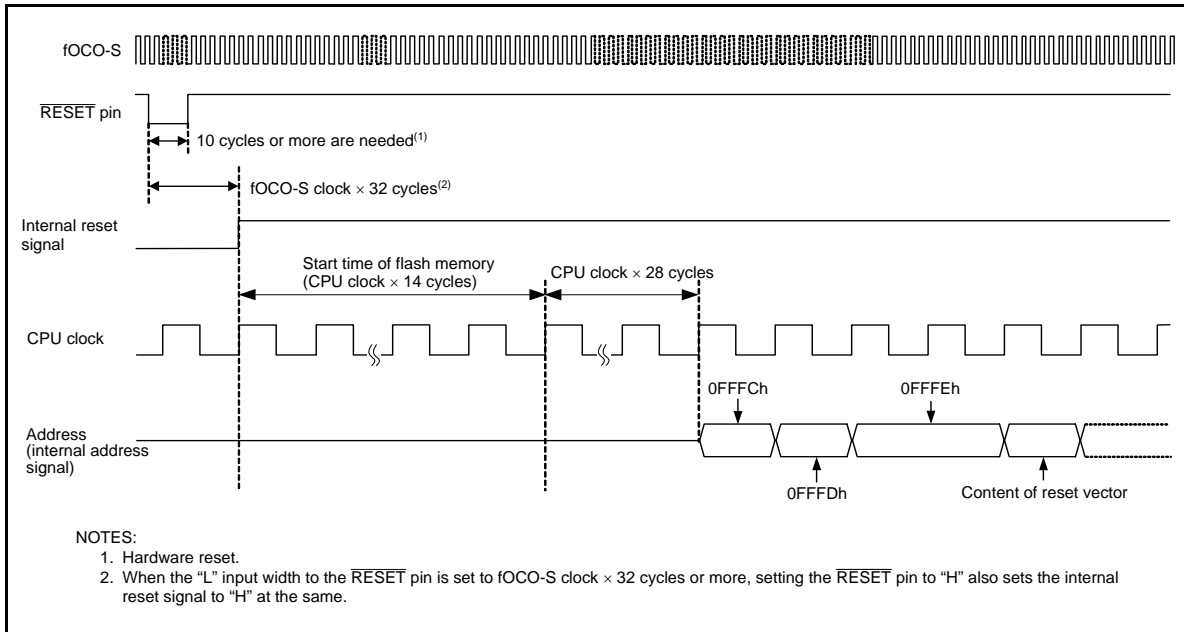 fOCO-S
RESET pin
10 cycles or more are needed(1)
fOCO-S clock × 32 cycles(2)
Internal reset
signal
Start time of flash memory
(CPU clock × 14 cycles)
CPU clock × 28 cycles
CPU clock
0FFFCh
0FFFEh
Address
(internal address
signal)
0FFFDh
Content of reset vector
NOTES:
1. Hardware reset.
2. When the “L” input width to the RESET pin is set to fOCO-S clock × 32 cycles or more, setting the RESET pin to “H” also sets the internal
reset signal to “H” at the same.